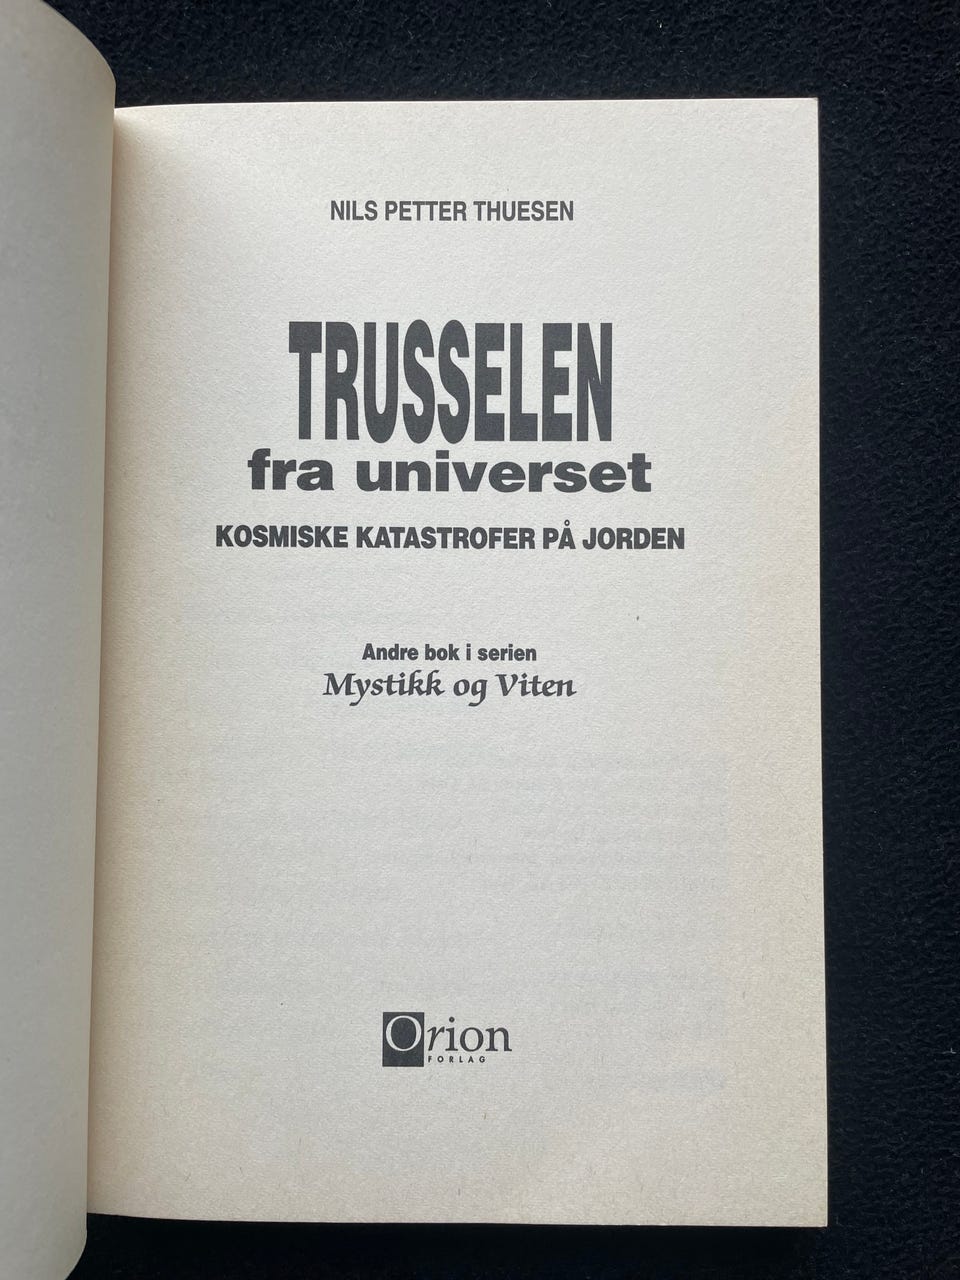 NILS PETTER THUESEN
TRUSSELEN
fra universet
KOSMISKE KATASTROFER PÅ JORDEN
Andre bok i serien
Mystikk og Viten
Orion
FORLAG